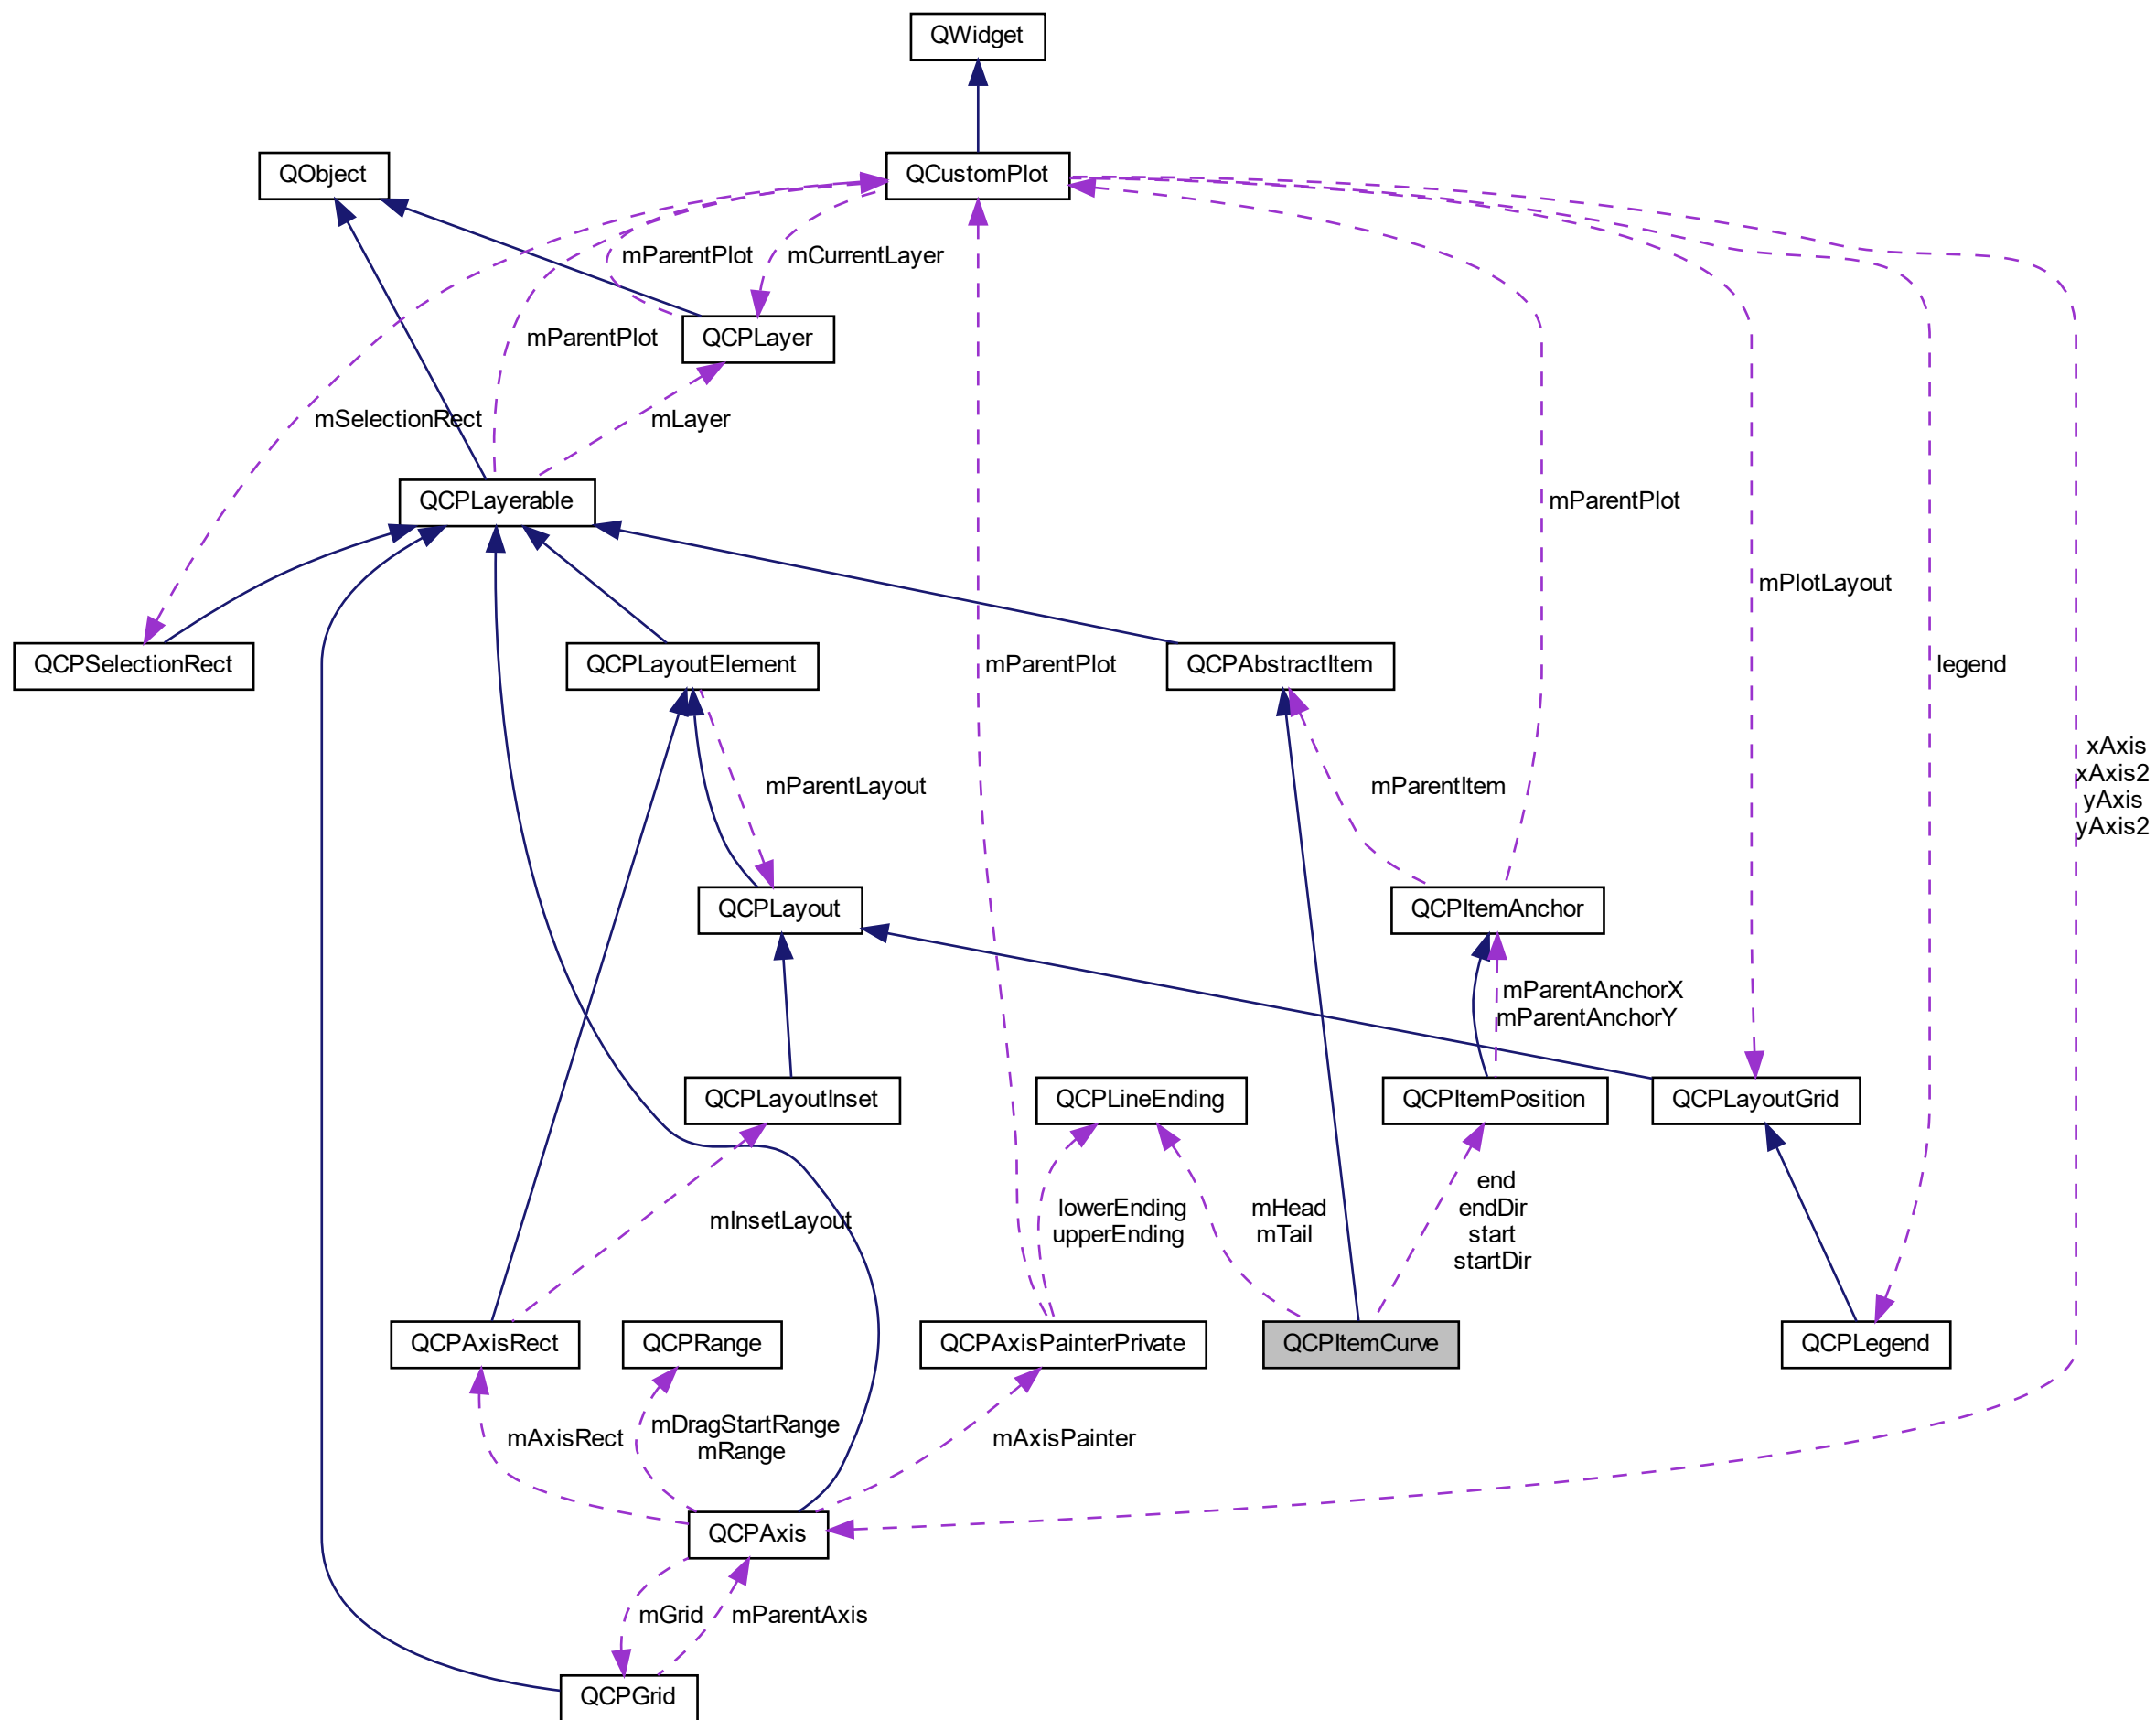 QWidget
QObject
QCustomPlot
mParentPlot
mCurrentLayer
QCPLayer
mParentPlot
mSelectionRect
mLayer
QCPLayerable
mParentPlot
mPlotLayout
QCPSelectionRect
QCPLayoutElement
mParentPlot
QCPAbstractItem
legend
xAxis
xAxis2
yAxis
yAxis2
mParentLayout
mParentItem
QCPLayout
QCPItemAnchor
mParentAnchorX
mParentAnchorY
QCPLayoutInset
QCPLineEnding
QCPItemPosition
QCPLayoutGrid
mInsetLayout
lowerEnding
upperEnding
mHead
mTail
end
endDir
start
startDir
QCPAxisRect
QCPRange
QCPAxisPainterPrivate
QCPItemCurve
QCPLegend
mAxisRect
mDragStartRange
mRange
mAxisPainter
QCPAxis
mGrid
mParentAxis
QCPGrid